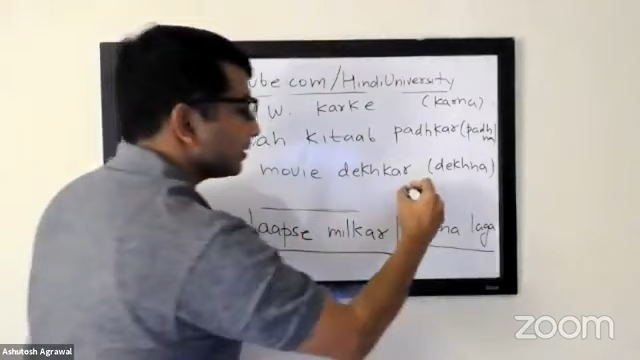 ube com/HindiUniversity
W. karke (karna)
ah kitaab padhkar (padh
na)
movie dekhkar (dekhna)
aapse milkar na laga
zoom
Ashutosh Agrawal